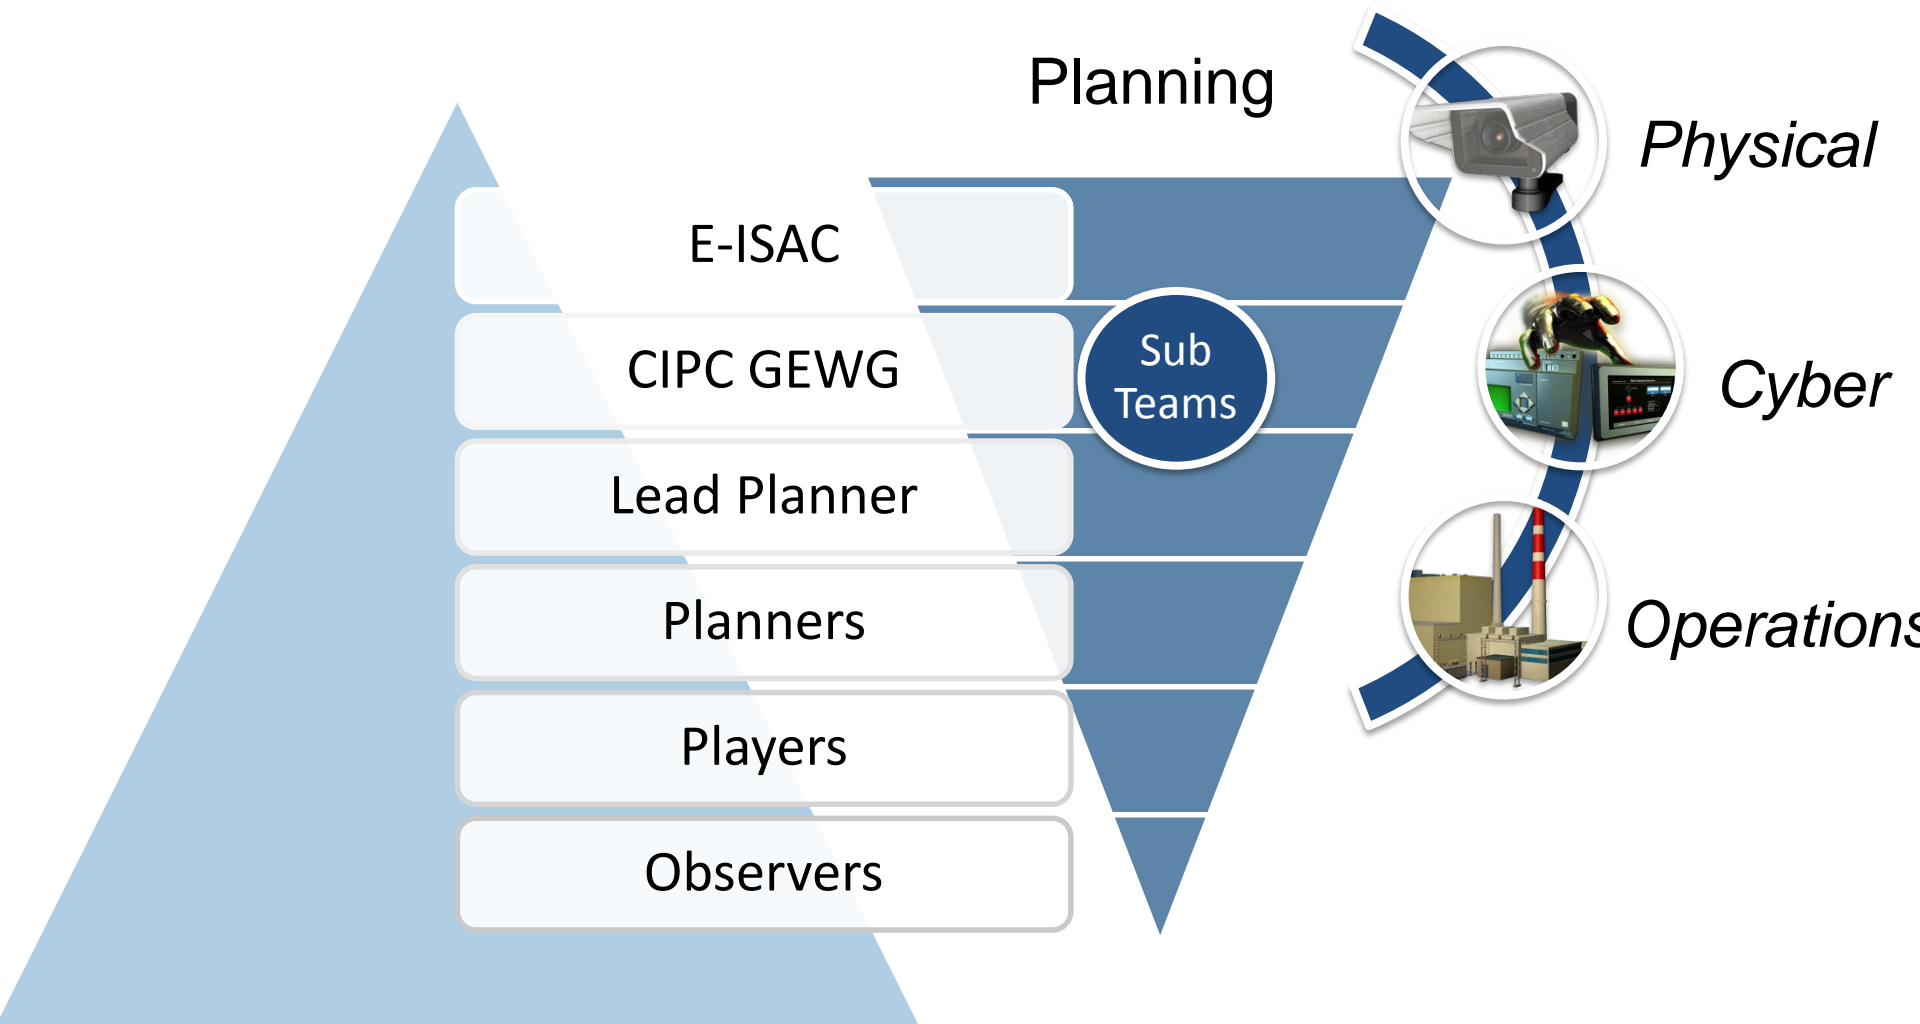 Planning
Physical
E-ISAC
CIPC GEWG
Sub
Teams
Cyber
Lead Planner
Planners
Operations
Players
Observers